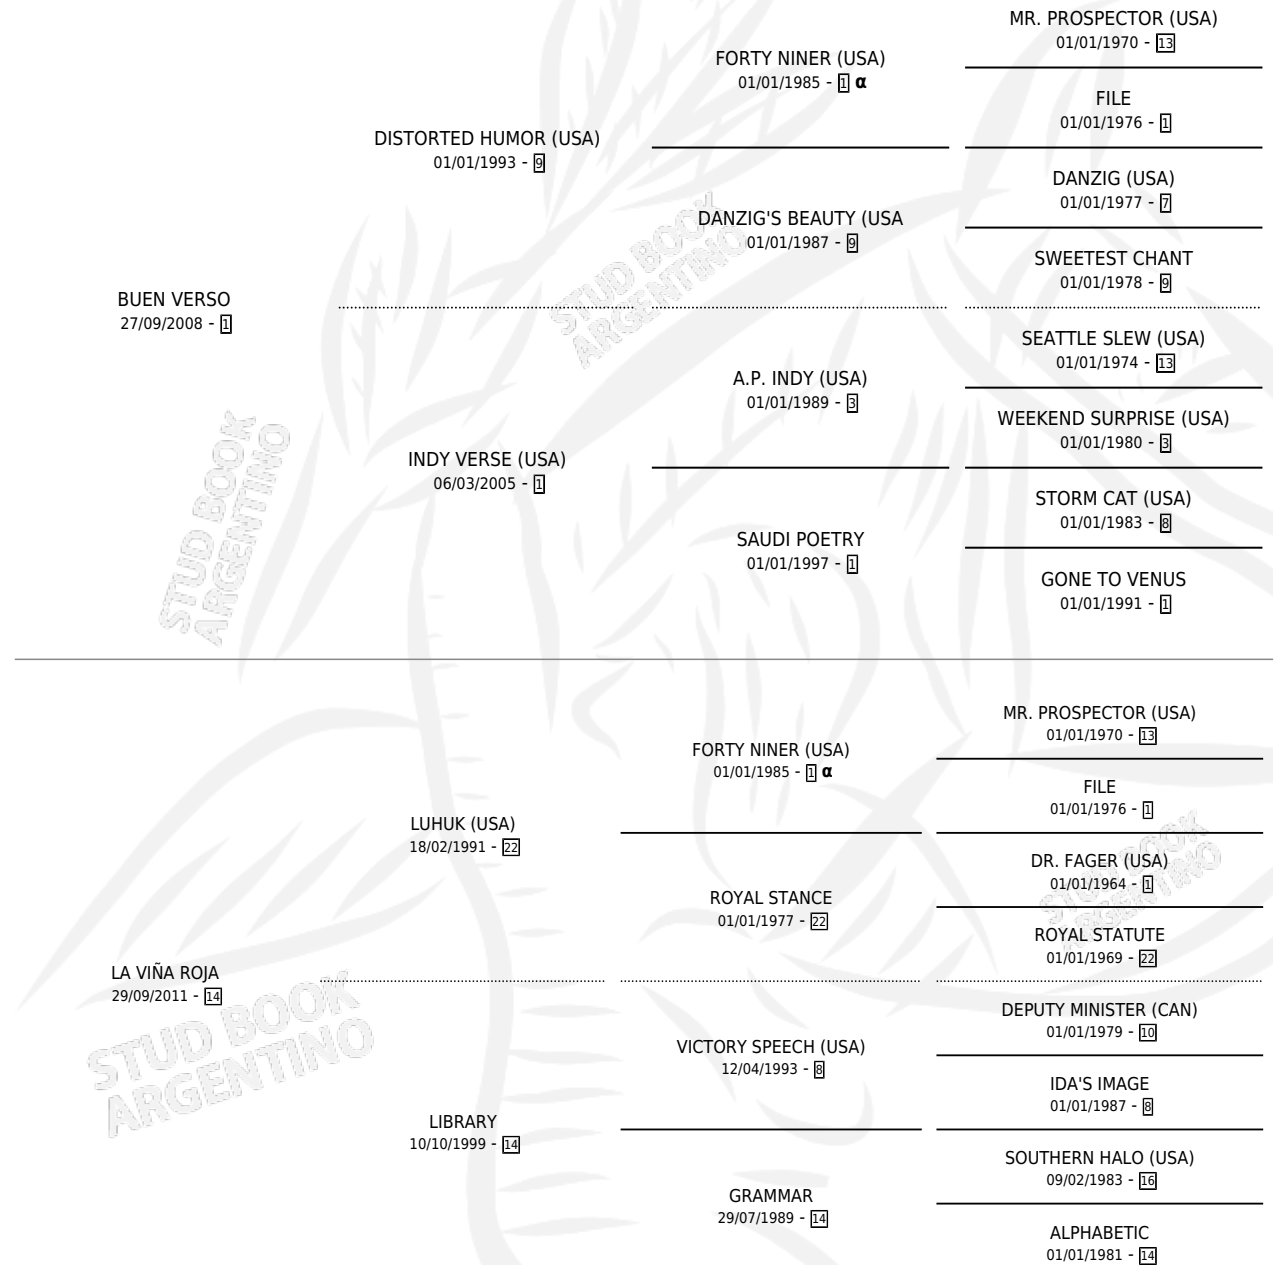 MR. PROSPECTOR (USA)
01/01/1970 - 13
FORTY NINER (USA)
01/01/1985 - 1 α
FILE
01/01/1976 - 1
DISTORTED HUMOR (USA)
01/01/1993 - 9
DANZIG (USA)
01/01/1977 - 7
DANZIG'S BEAUTY (USA
01/01/1987 - 9
SWEETEST CHANT
01/01/1978 - 9
BUEN VERSO
27/09/2008 - 1
SEATTLE SLEW (USA)
01/01/1974 - 13
A.P. INDY (USA)
01/01/1989 - 3
WEEKEND SURPRISE (USA)
01/01/1980 - 3
INDY VERSE (USA)
06/03/2005 - 1
STORM CAT (USA)
01/01/1983 - 8
SAUDI POETRY
01/01/1997 - 1
GONE TO VENUS
01/01/1991 - 1
MR. PROSPECTOR (USA)
01/01/1970 - 13
FORTY NINER (USA)
01/01/1985 - 1 α
FILE
01/01/1976 - 1
LUHUK (USA)
18/02/1991 - 22
DR. FAGER (USA)
01/01/1964 - 1
ROYAL STANCE
01/01/1977 - 22
ROYAL STATUTE
01/01/1969 - 22
LA VIÑA ROJA
29/09/2011 - 14
DEPUTY MINISTER (CAN)
01/01/1979 - 10
VICTORY SPEECH (USA)
12/04/1993 - 8
IDA'S IMAGE
01/01/1987 - 8
LIBRARY
10/10/1999 - 14
SOUTHERN HALO (USA)
09/02/1983 - 16
GRAMMAR
29/07/1989 - 14
ALPHABETIC
01/01/1981 - 14
STUD BOOK
ARGENTINO
STUD BOOK
ARGENTINO
STUD BOOK
ARGENTINO
STUD BOOK
ARGENTINO